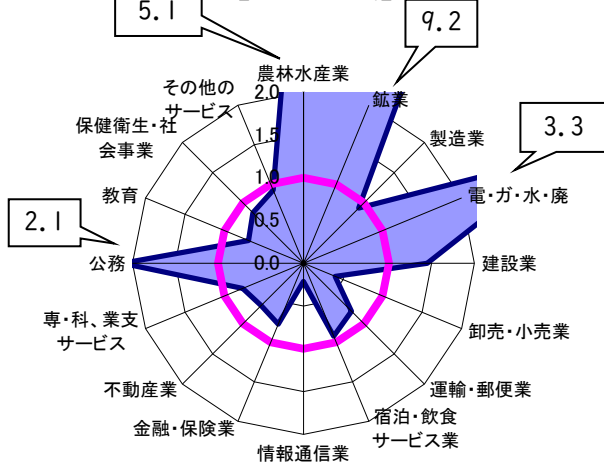 5.1
9.2
農林水産業
その他の
サービス
2.0
鉱業
保健衛生・社
会事業
1.5
製造業
3.3
1.0
教育
電・ガ・水・廃
0.5
2.1
公務
0.0
建設業
専・科、業支
サービス
卸売・小売業
不動産業
運輸・郵便業
金融・保険業
宿泊・飲食
サービス業
情報通信業